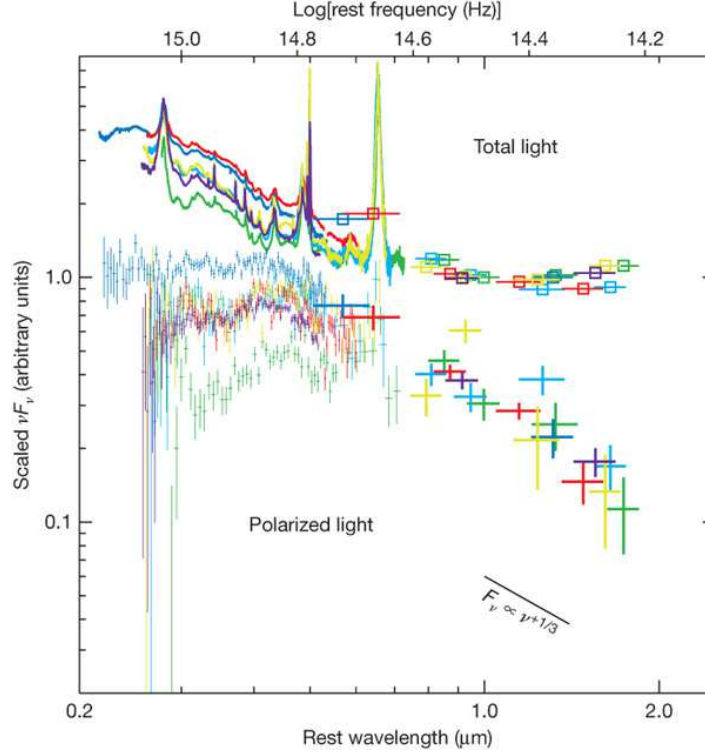 Log[rest frequency (Hz)]
15.0 14.8 14.6 14.4 14.2
Total light
1.0
Scaled νFν (arbitrary units)
0.1
Polarized light
Fν ∝ ν+1/3
0.2 1.0 2.0
Rest wavelength (μm)